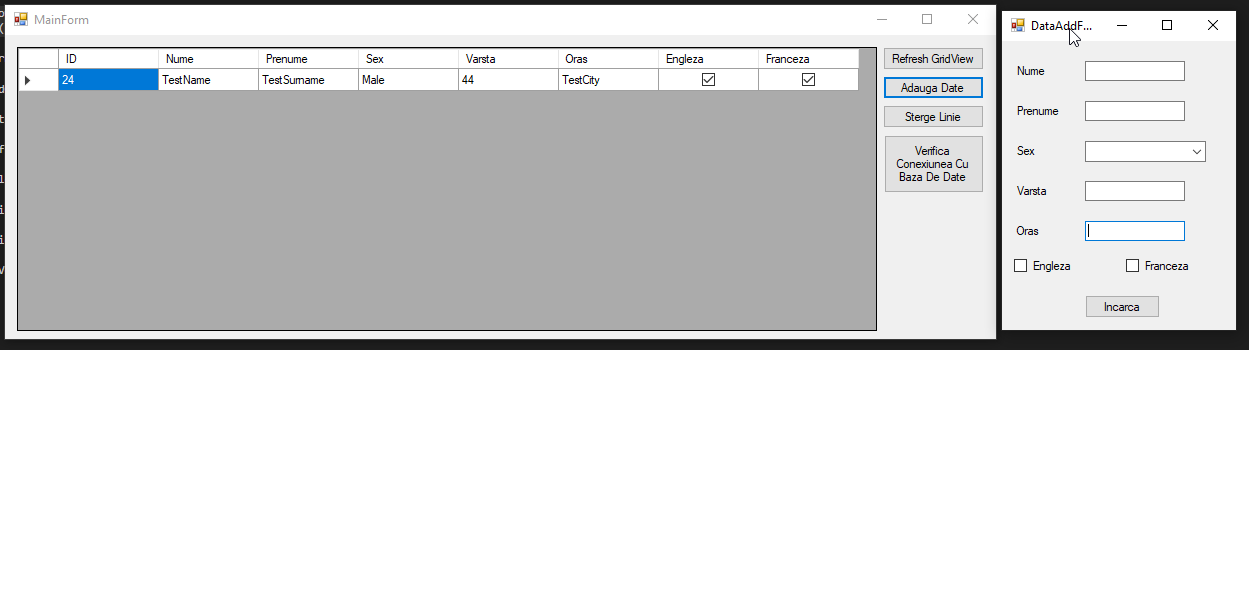 MainForm
ID Nume Prenume Sex Varsta Oras Engleza Franceza
24 TestName TestSurname Male 44 TestCity
Refresh GridView
Adauga Date
Sterge Linie
Verifica
Conexiunea Cu
Baza De Date
DataAddF...
Nume
Prenume
Sex
Varsta
Oras
Engleza Franceza
Incarca